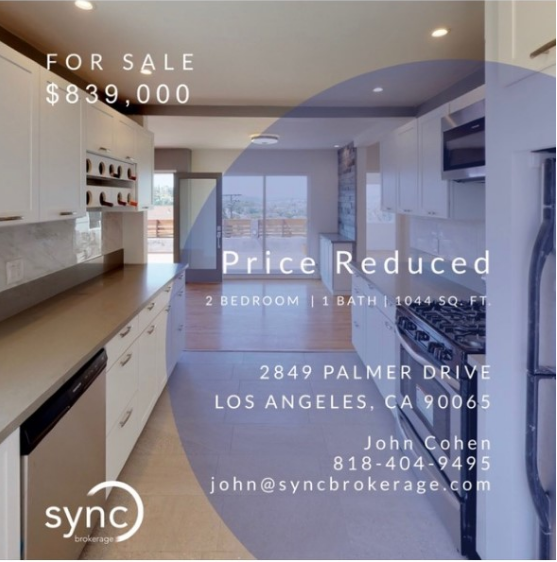 FOR SALE
$839,000
Price Reduced
2 BEDROOM | 1 BATH | 1044 SQ. FT.
2849 PALMER DRIVE
LOS ANGELES, CA 90065
John Cohen
818-404-9495
john@syncbrokerage.com
sync
brokerage